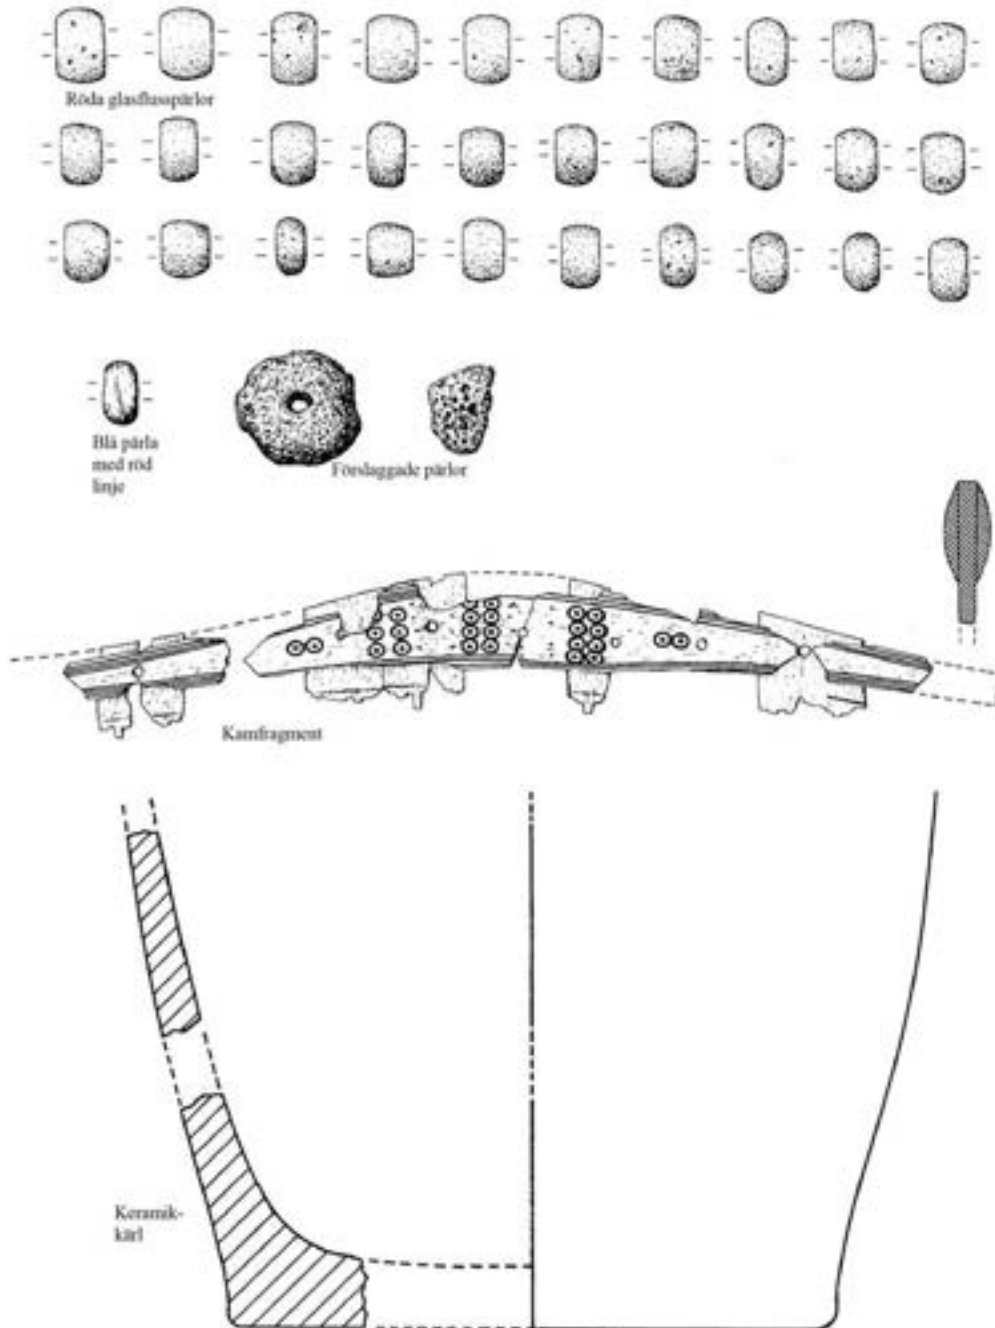 Röda glasflusspärlor
Blå pärla
med röd
linje
Förslaggade pärlor
Kamfragment
Keramik-
kärl